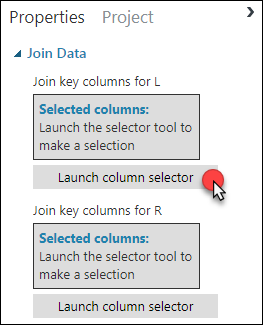 Properties Project
Join Data
Join key columns for L
Selected columns:
Launch the selector tool to
make a selection
Launch column selector
Join key columns for R
Selected columns:
Launch the selector tool to
make a selection
Launch column selector